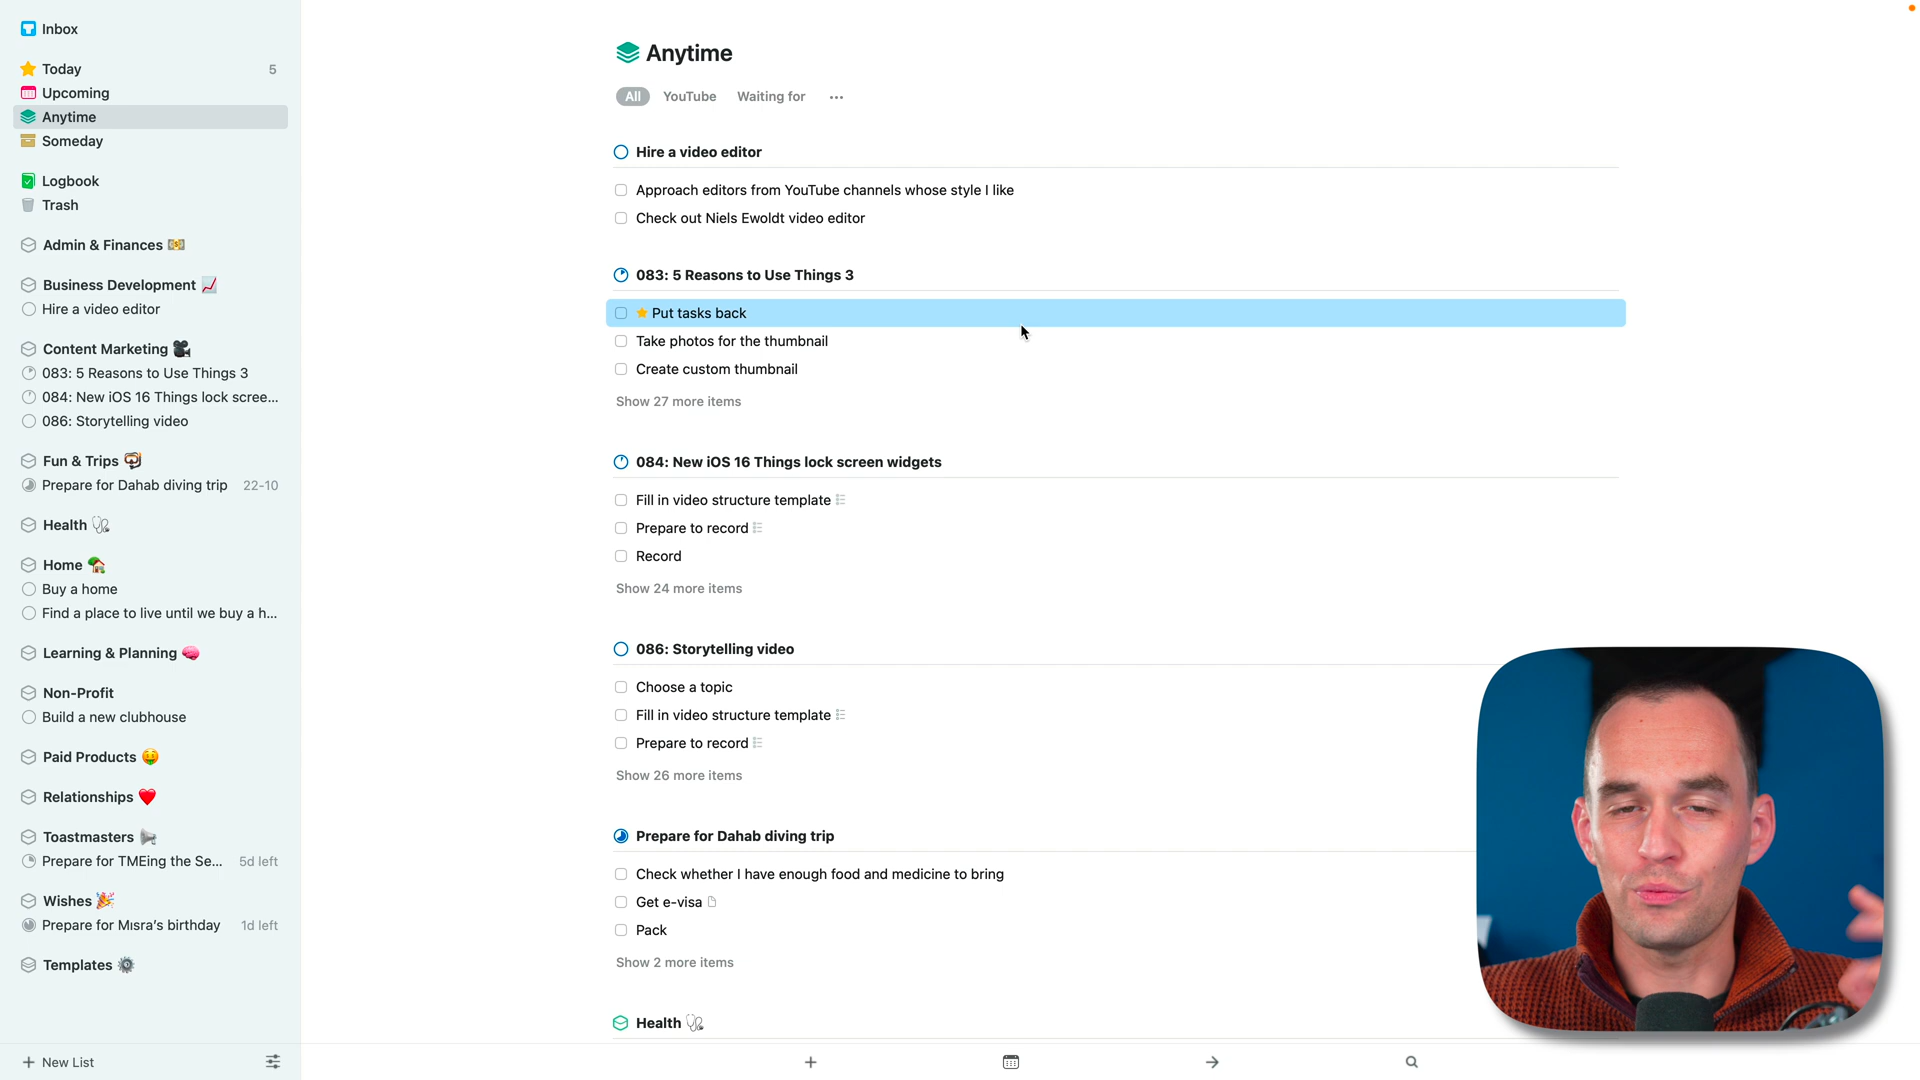 Inbox
Today 5
Upcoming
Anytime
Someday
Logbook
Trash
Admin & Finances 💴
Business Development 📈
Hire a video editor
Content Marketing 🎥
083: 5 Reasons to Use Things 3
084: New iOS 16 Things lock scree...
086: Storytelling video
Fun & Trips 🤿
Prepare for Dahab diving trip 22-10
Health 🩺
Home 🏡
Buy a home
Find a place to live until we buy a h...
Learning & Planning 🧠
Non-Profit
Build a new clubhouse
Paid Products 🤑
Relationships ❤️
Toastmasters 📢
Prepare for TMEing the Se... 5d left
Wishes 🎉
Prepare for Mısra's birthday 1d left
Templates ⚙️
New List
Anytime
All YouTube Waiting for ...
Hire a video editor
Approach editors from YouTube channels whose style I like
Check out Niels Ewoldt video editor
083: 5 Reasons to Use Things 3
Put tasks back
Take photos for the thumbnail
Create custom thumbnail
Show 27 more items
084: New iOS 16 Things lock screen widgets
Fill in video structure template
Prepare to record
Record
Show 24 more items
086: Storytelling video
Choose a topic
Fill in video structure template
Prepare to record
Show 26 more items
Prepare for Dahab diving trip
Check whether I have enough food and medicine to bring
Get e-visa
Pack
Show 2 more items
Health 🩺